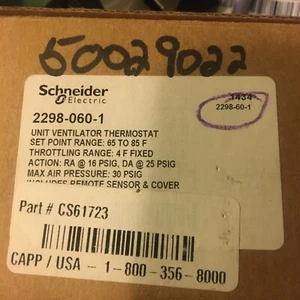 50029022
Schneider
Electric
1454
2298-60-1
2298-060-1
UNIT VENTILATOR THERMOSTAT
SET POINT RANGE: 65 TO 85 F
THROTTLING RANGE: 4 F FIXED
ACTION: RA @ 16 PSIG, DA @ 25 PSIG
MAX AIR PRESSURE: 30 PSIG
INCLUDES REMOTE SENSOR & COVER
Part # CS61723
CAPP / USA - 1-800-356-8000